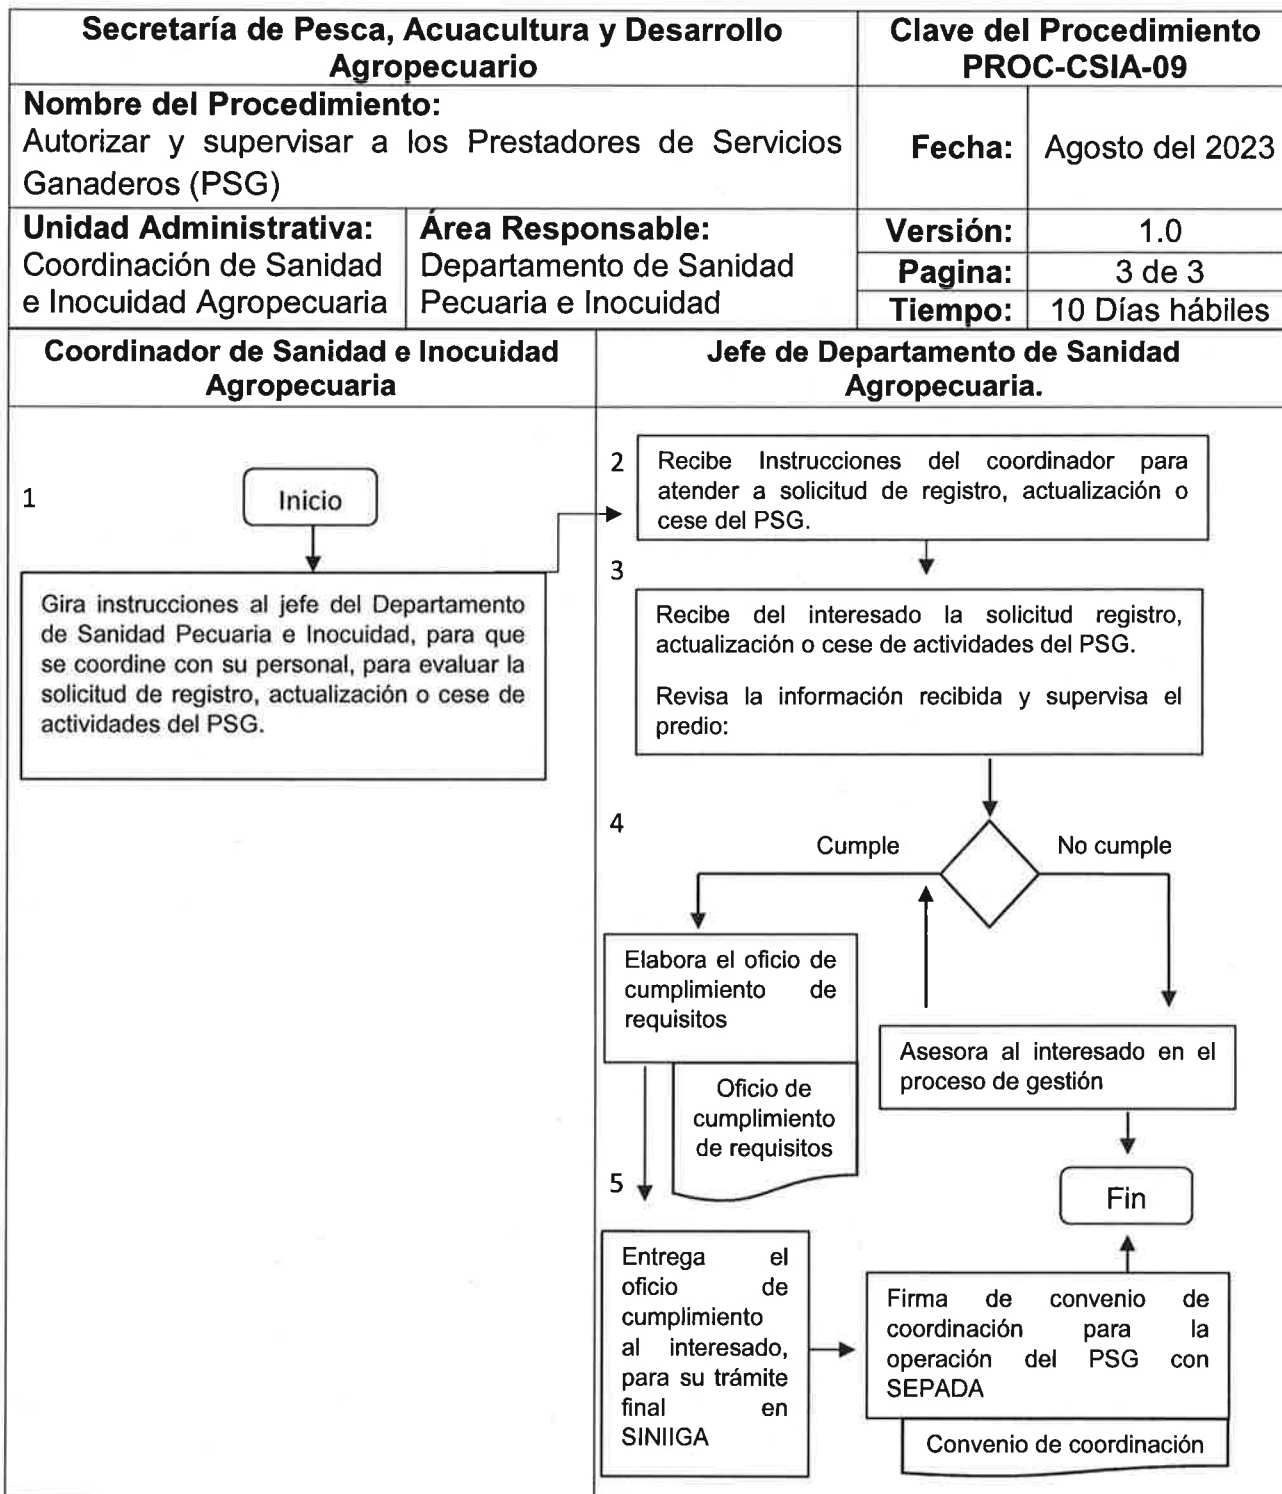 Secretaría de Pesca, Acuacultura y Desarrollo
Agropecuario
Clave del Procedimiento
PROC-CSIA-09
Nombre del Procedimiento:
Autorizar y supervisar a los Prestadores de Servicios
Ganaderos (PSG)
Fecha:
Agosto del 2023
Unidad Administrativa:
Coordinación de Sanidad
e Inocuidad Agropecuaria
Área Responsable:
Departamento de Sanidad
Pecuaria e Inocuidad
Versión:
1.0
Pagina:
3 de 3
Tiempo:
10 Días hábiles
Coordinador de Sanidad e Inocuidad
Agropecuaria
Jefe de Departamento de Sanidad
Agropecuaria.
1
Inicio
Gira instrucciones al jefe del Departamento
de Sanidad Pecuaria e Inocuidad, para que
se coordine con su personal, para evaluar la
solicitud de registro, actualización o cese de
actividades del PSG.
2
Recibe Instrucciones del coordinador para
atender a solicitud de registro, actualización o
cese del PSG.
3
Recibe del interesado la solicitud registro,
actualización o cese de actividades del PSG.
Revisa la información recibida y supervisa el
predio:
4
Cumple
No cumple
Elabora el oficio de
cumplimiento de
requisitos
Oficio de
cumplimiento
de requisitos
Asesora al interesado en el
proceso de gestión
Fin
5
Entrega el
oficio de
cumplimiento
al interesado,
para su trámite
final en
SINIIGA
Firma de convenio de
coordinación para la
operación del PSG con
SEPADA
Convenio de coordinación